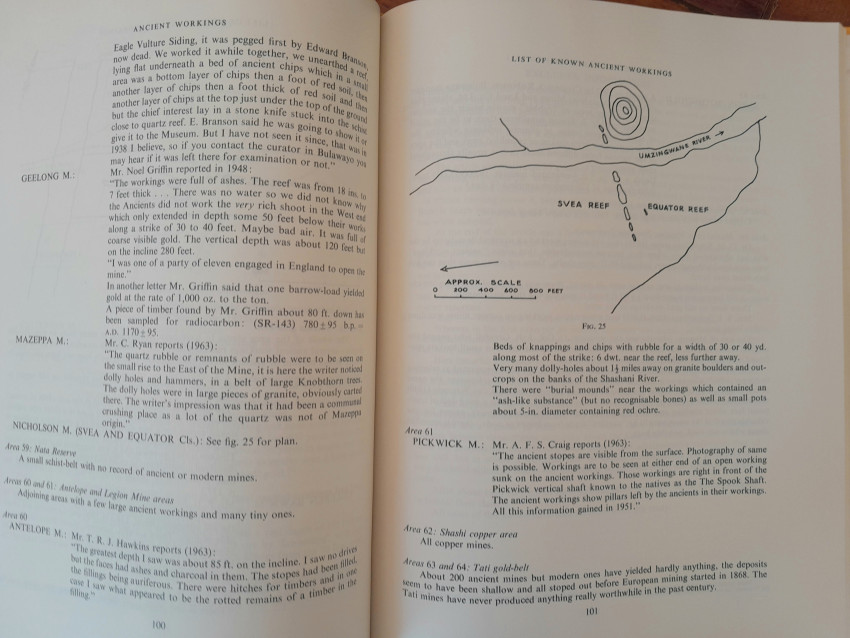 ANCIENT WORKINGS
Eagle Vulture Siding, it was pegged first by Edward Branson,
now dead. We worked it awhile together, we unearthed a reef,
lying flat underneath a bed of ancient chips which in a small
area was a bottom layer of chips then a foot of red soil, then
another layer of chips then a foot thick of red soil and then
another layer of chips at the top just under the top of the ground
but the chief interest lay in a stone knife stuck into the schist
close to quartz reef. E. Branson said he was going to show it or
give it to the Museum. But I have not seen it since, that was in
1938 I believe, so if you contact the curator in Bulawayo you
may hear if it was left there for examination or not."
GEELONG M.: Mr. Noel Griffin reported in 1948:
"The workings were full of ashes. The reef was from 18 ins. to
7 feet thick . . . There was no water so we did not know why
the Ancients did not work the very rich shoot in the West end
which only extended in depth some 50 feet below their works
along a strike of 30 to 40 feet. Maybe bad air. It was full of
coarse visible gold. The vertical depth was about 120 feet but
on the incline 280 feet.
"I was one of a party of eleven engaged in England to open the
mine."
In another letter Mr. Griffin said that one barrow-load yielded
gold at the rate of 1,000 oz. to the ton.
A piece of timber found by Mr. Griffin about 80 ft. down has
been sampled for radiocarbon: (SR-143) 780±95 b.p. =
A.D. 1170±95.
MAZEPPA M.: Mr. C. Ryan reports (1963):
"The quartz rubble or remnants of rubble were to be seen on
the small rise to the East of the Mine, it is here the writer noticed
dolly holes and hammers, in a belt of large Knobthorn trees.
The dolly holes were in large pieces of granite, obviously carted
there. The writer's impression was that it had been a communal
crushing place as a lot of the quartz was not of Mazeppa
origin."
NICHOLSON M. (SVEA AND EQUATOR Cls.): See fig. 25 for plan.
Area 59: Nata Reserve
A small schist-belt with no record of ancient or modern mines.
Areas 60 and 61: Antelope and Legion Mine areas
Adjoining areas with a few large ancient workings and many tiny ones.
Area 60
ANTELOPE M.: Mr. T. R. J. Hawkins reports (1963):
"The greatest depth I saw was about 85 ft. on the incline. I saw no drives
but the faces had ashes and charcoal in them. The stopes had been filled,
the fillings being auriferous. There were hitches for timbers and in one
case I saw what appeared to be the rotted remains of a timber in the
filling."
100
LIST OF KNOWN ANCIENT WORKINGS
UMZINGWANE RIVER
SVEA REEF
EQUATOR REEF
APPROX. SCALE
0 200 400 600 800 FEET
FIG. 25
Beds of knappings and chips with rubble for a width of 30 or 40 yd.
along most of the strike: 6 dwt. near the reef, less further away.
Very many dolly-holes about 1½ miles away on granite boulders and out-
crops on the banks of the Shashani River.
There were "burial mounds" near the workings which contained an
"ash-like substance" (but no recognisable bones) as well as small pots
about 5-in. diameter containing red ochre.
Area 61
PICKWICK M.: Mr. A. F. S. Craig reports (1963):
"The ancient stopes are visible from the surface. Photography of same
is possible. Workings are to be seen at either end of an open working
sunk on the ancient workings. Those workings are right in front of the
Pickwick vertical shaft known to the natives as the The Spook Shaft.
The ancient workings show pillars left by the ancients in their workings.
All this information gained in 1951."
Area 62: Shashi copper area
All copper mines.
Areas 63 and 64: Tati gold-belt
About 200 ancient mines but modern ones have yielded hardly anything, the deposits
seem to have been shallow and all stoped out before European mining started in 1868. The
Tati mines have never produced anything really worthwhile in the past century.
101